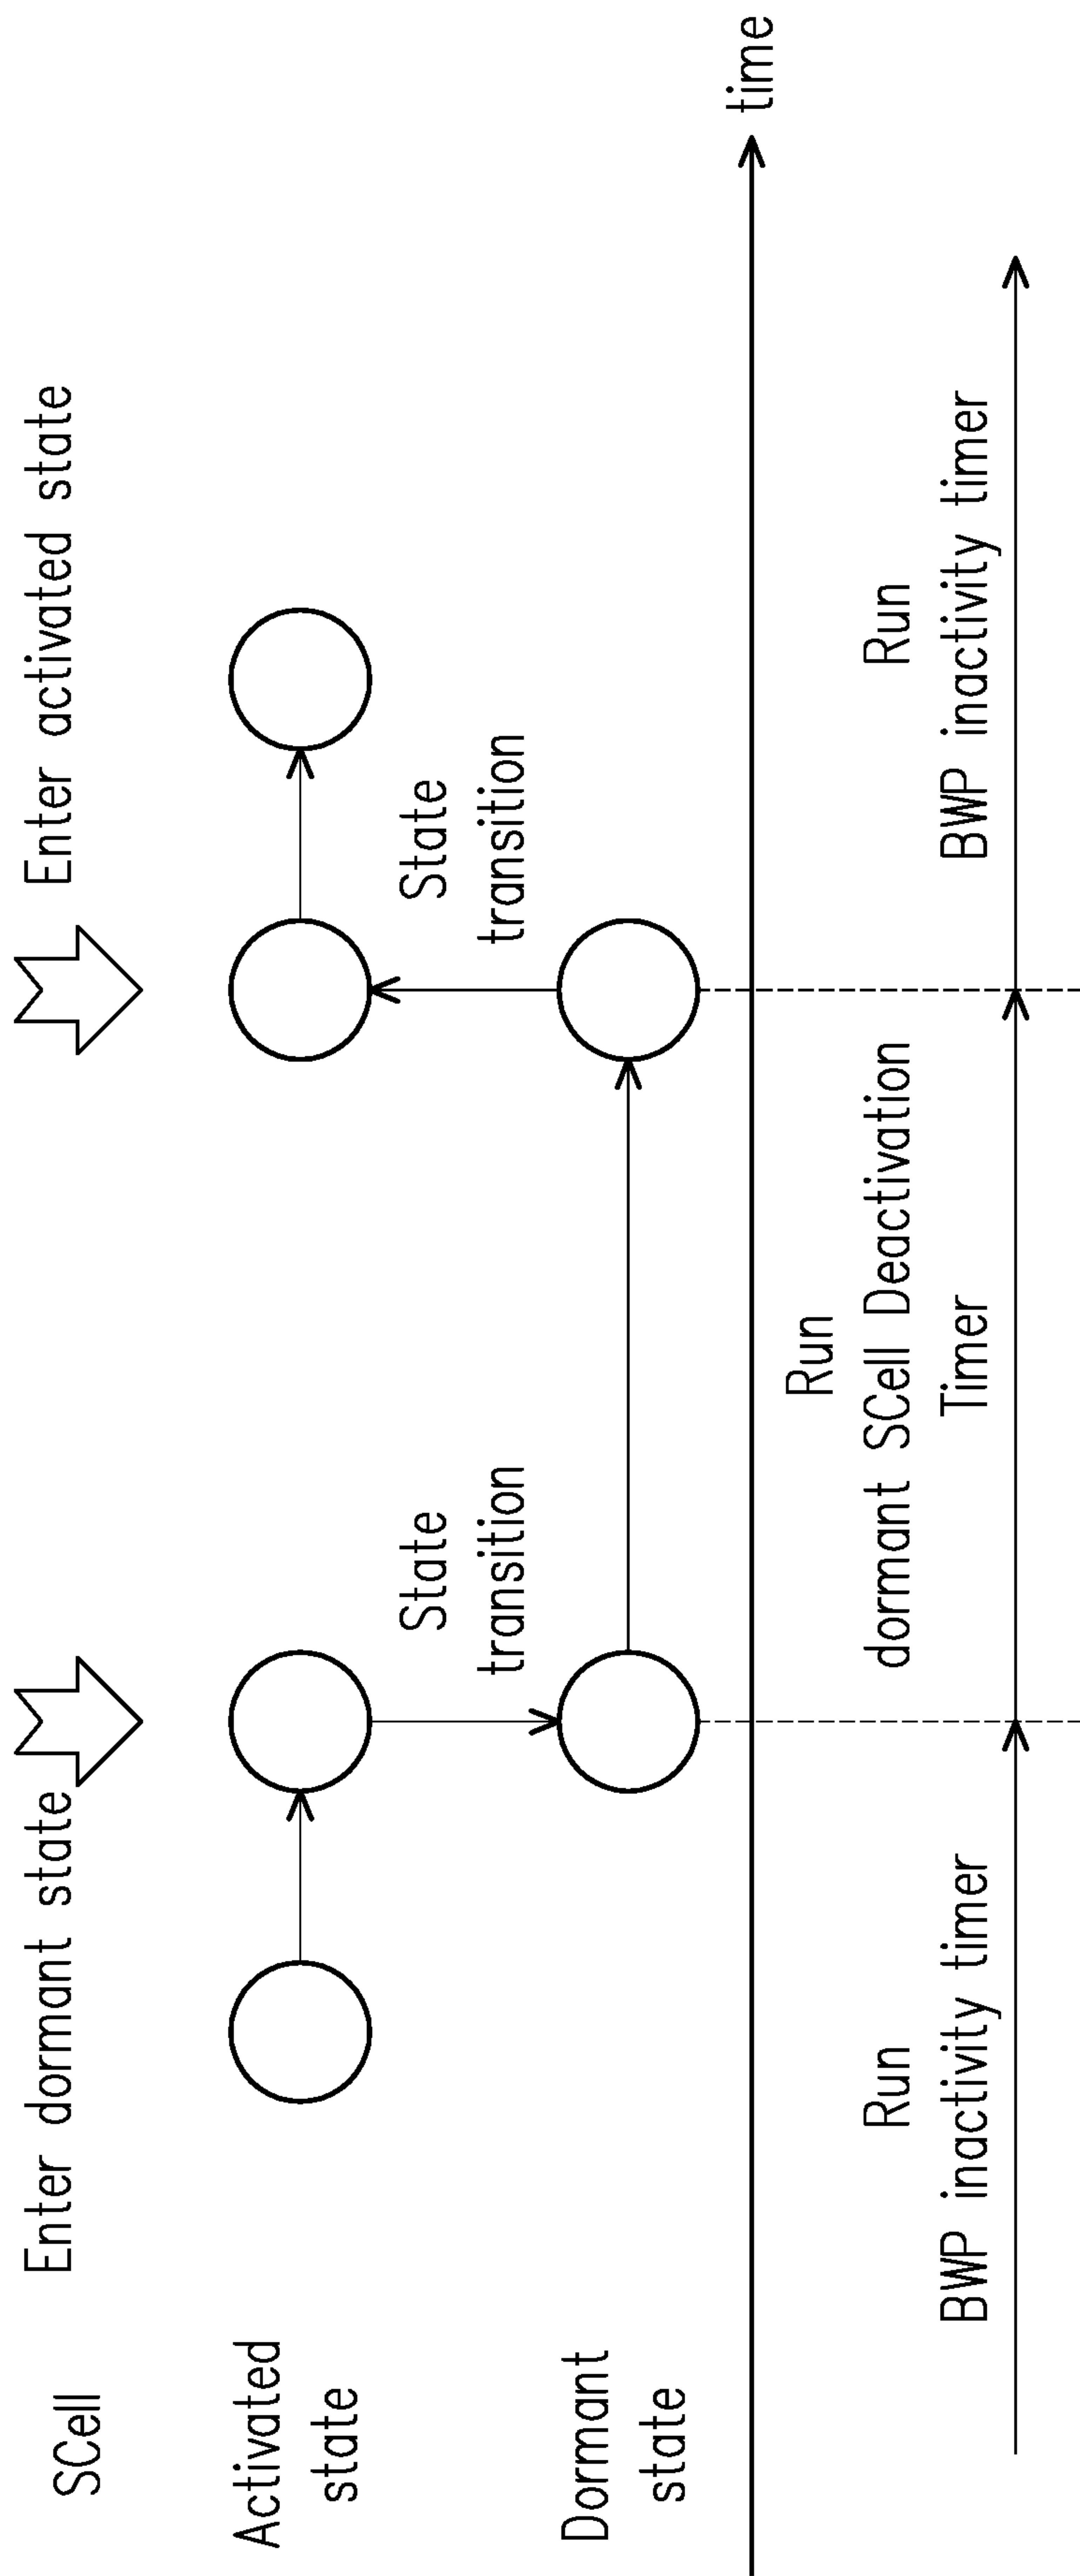 SCell
Enter dormant state
Enter activated state
Activated
state
State
transition
State
transition
Dormant
state
time
Run
BWP inactivity timer
Run
dormant SCell Deactivation
Timer
Run
BWP inactivity timer